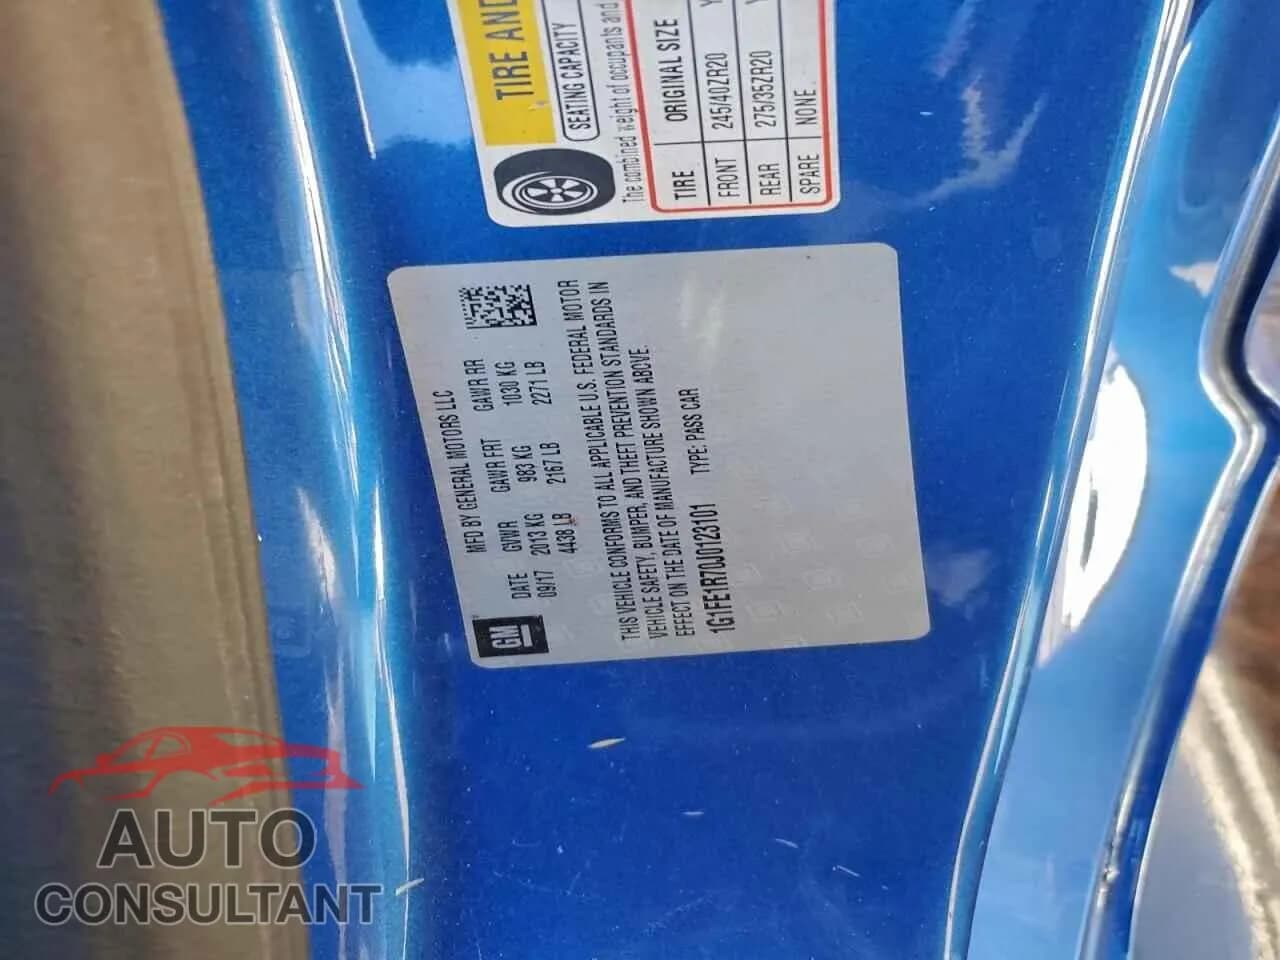 TIRE AND
SEATING CAPACITY
The combined weight of occupants and
TIRE ORIGINAL SIZE
FRONT 245/40ZR20
REAR 275/35ZR20
SPARE NONE
MFD BY GENERAL MOTORS LLC
DATE GVWR GAWR FRT GAWR RR
09/17 2013 KG 983 KG 1030 KG
4438 LB 2167 LB 2271 LB
GM
THIS VEHICLE CONFORMS TO ALL APPLICABLE U.S. FEDERAL MOTOR
VEHICLE SAFETY, BUMPER, AND THEFT PREVENTION STANDARDS IN
EFFECT ON THE DATE OF MANUFACTURE SHOWN ABOVE.
1G1FE1R70J0123101 TYPE: PASS CAR
AUTO
CONSULTANT